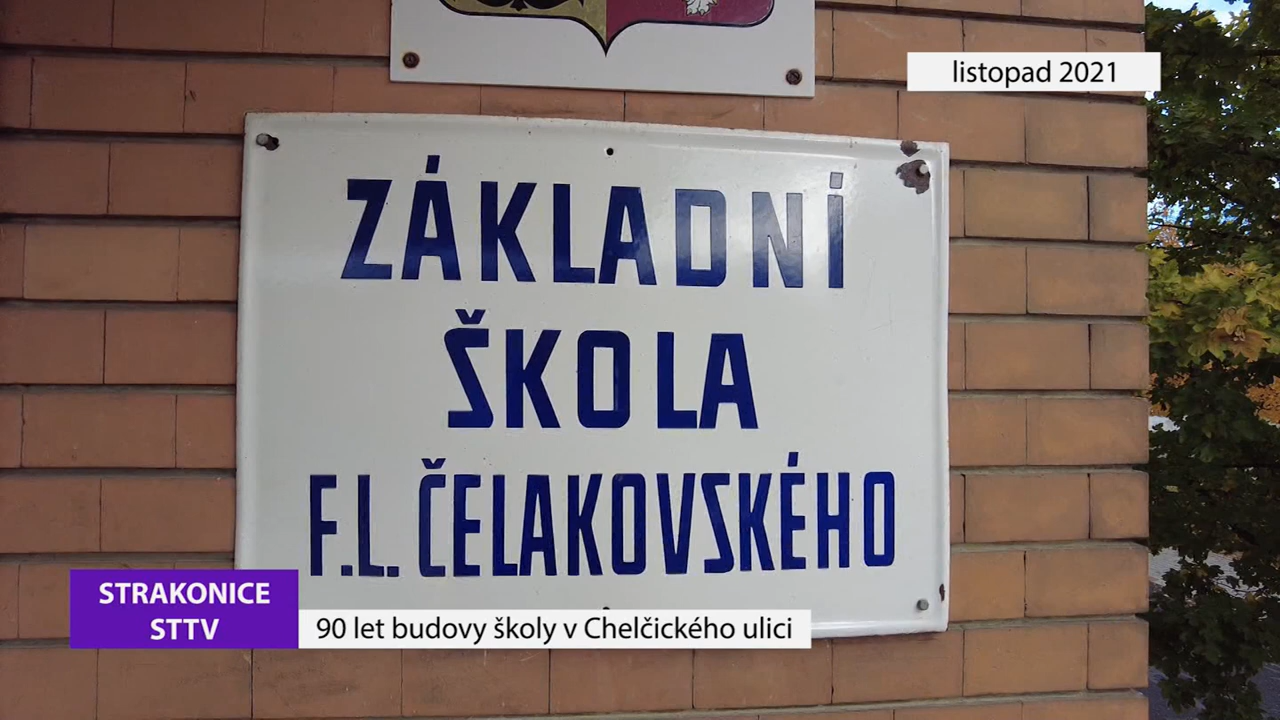 listopad 2021
ZÁKLADNÍ
ŠKOLA
F.L. ČELAKOVSKÉHO
STRAKONICE
STTV
90 let budovy školy v Chelčického ulici